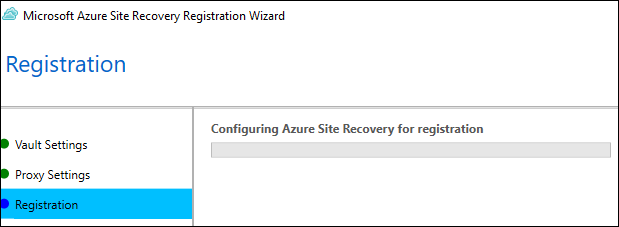 Microsoft Azure Site Recovery Registration Wizard
Registration
Configuring Azure Site Recovery for registration
Vault Settings
Proxy Settings
Registration